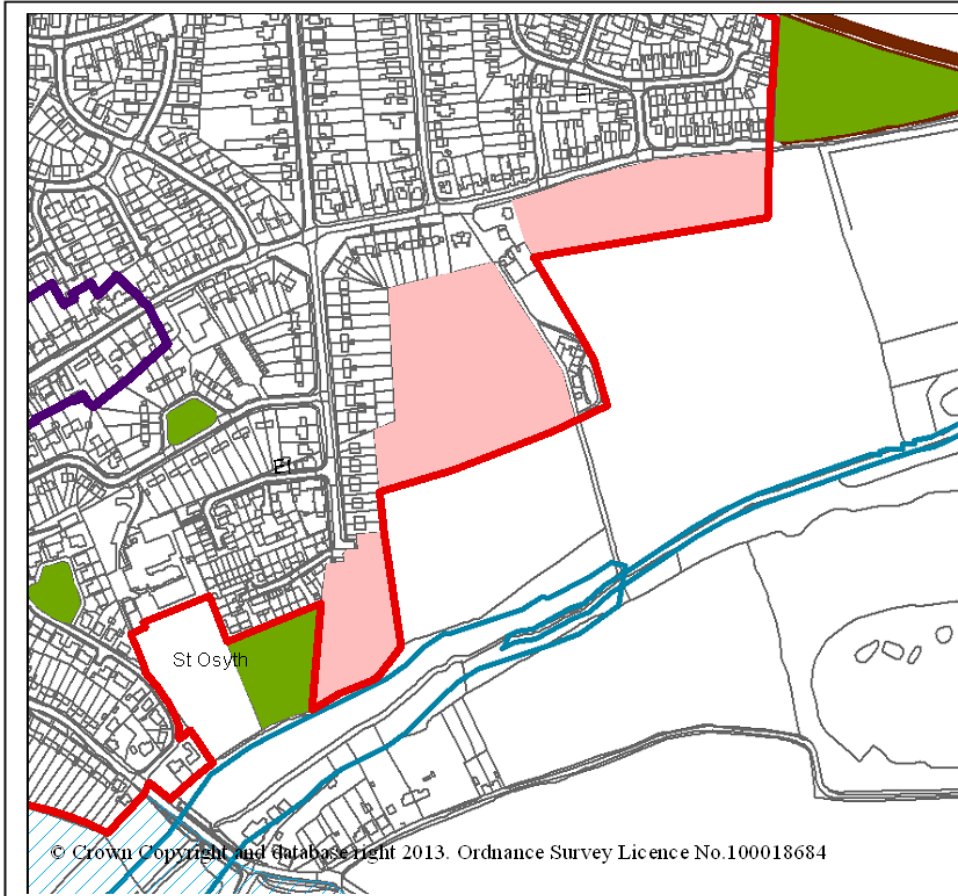 El
El
St Osyth
© Crown Copyright and database right 2013. Ordnance Survey Licence No.100018684